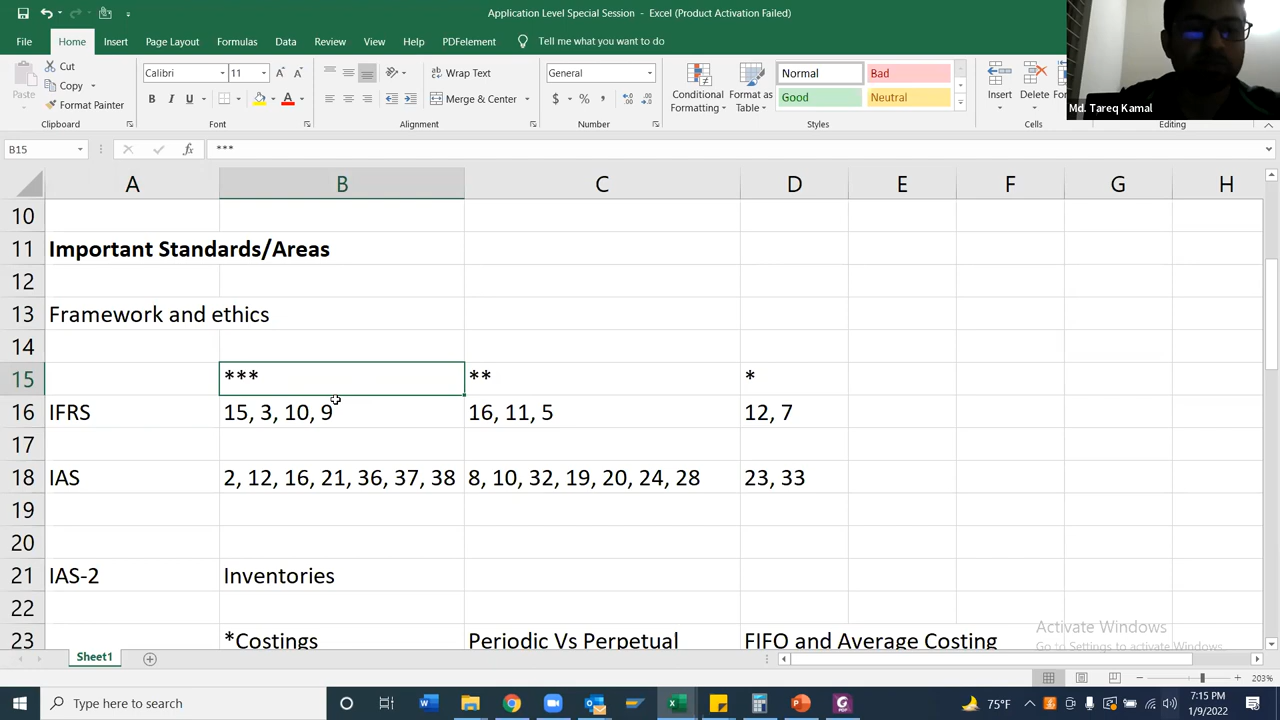 Application Level Special Session - Excel (Product Activation Failed)
File Home Insert Page Layout Formulas Data Review View Help PDFelement Tell me what you want to do
Paste
Cut
Copy
Format Painter
Clipboard
Calibri 11
B I U A
Font
Wrap Text
Merge & Center
Alignment
General
$ % ,
Number
Conditional Formatting
Format as Table
Normal Bad
Good Neutral
Styles
Insert Delete
Cells
Editing
Md. Tareq Kamal
B15 fx ***
A B C D E F G H
10
11 Important Standards/Areas
12
13 Framework and ethics
14
15 *** ** *
16 IFRS 15, 3, 10, 9 16, 11, 5 12, 7
17
18 IAS 2, 12, 16, 21, 36, 37, 38 8, 10, 32, 19, 20, 24, 28 23, 33
19
20
21 IAS-2 Inventories
22
23 *Costings Periodic Vs Perpetual FIFO and Average Costing
Activate Windows
Go to Settings to activate Windows.
Sheet1
203%
Type here to search
75°F
7:15 PM
1/9/2022